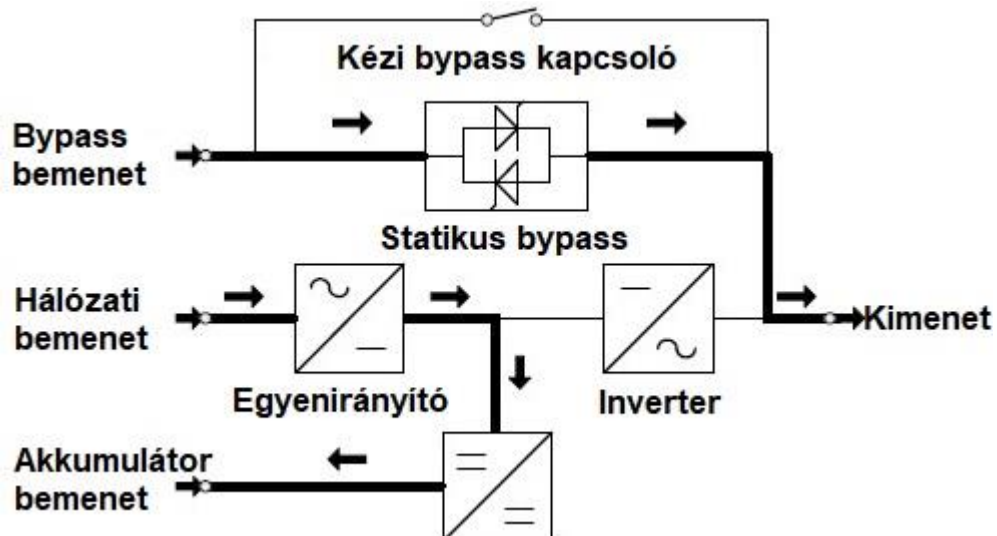 Kézi bypass kapcsoló
Bypass
bemenet
Statikus bypass
Hálózati
bemenet
Kimenet
Egyenirányító
Inverter
Akkumulátor
bemenet